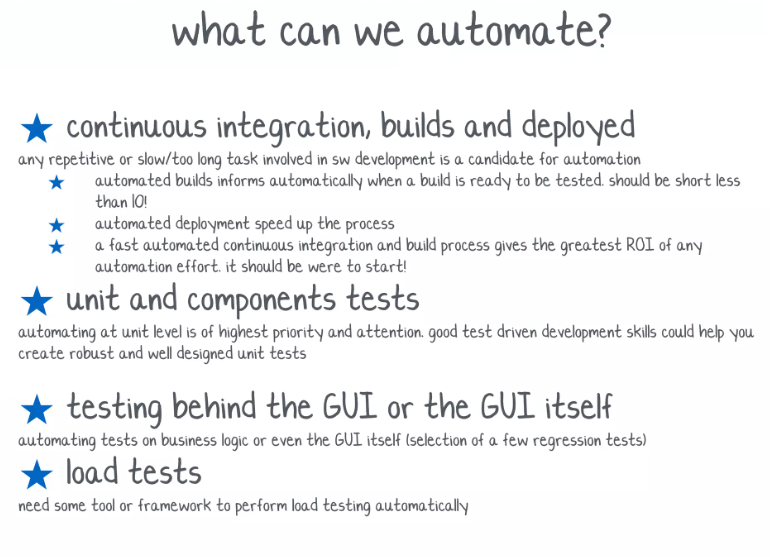 what can we automate?
continuous integration, builds and deployed
any repetitive or slow/too long task involved in sw development is a candidate for automation
automated builds informs automatically when a build is ready to be tested. should be short less
than 10!
automated deployment speed up the process
a fast automated continuous integration and build process gives the greatest ROI of any
automation effort. it should be were to start!
unit and components tests
automating at unit level is of highest priority and attention. good test driven development skills could help you
create robust and well designed unit tests
testing behind the GUI or the GUI itself
automating tests on business logic or even the GUI itself (selection of a few regression tests)
load tests
need some tool or framework to perform load testing automatically